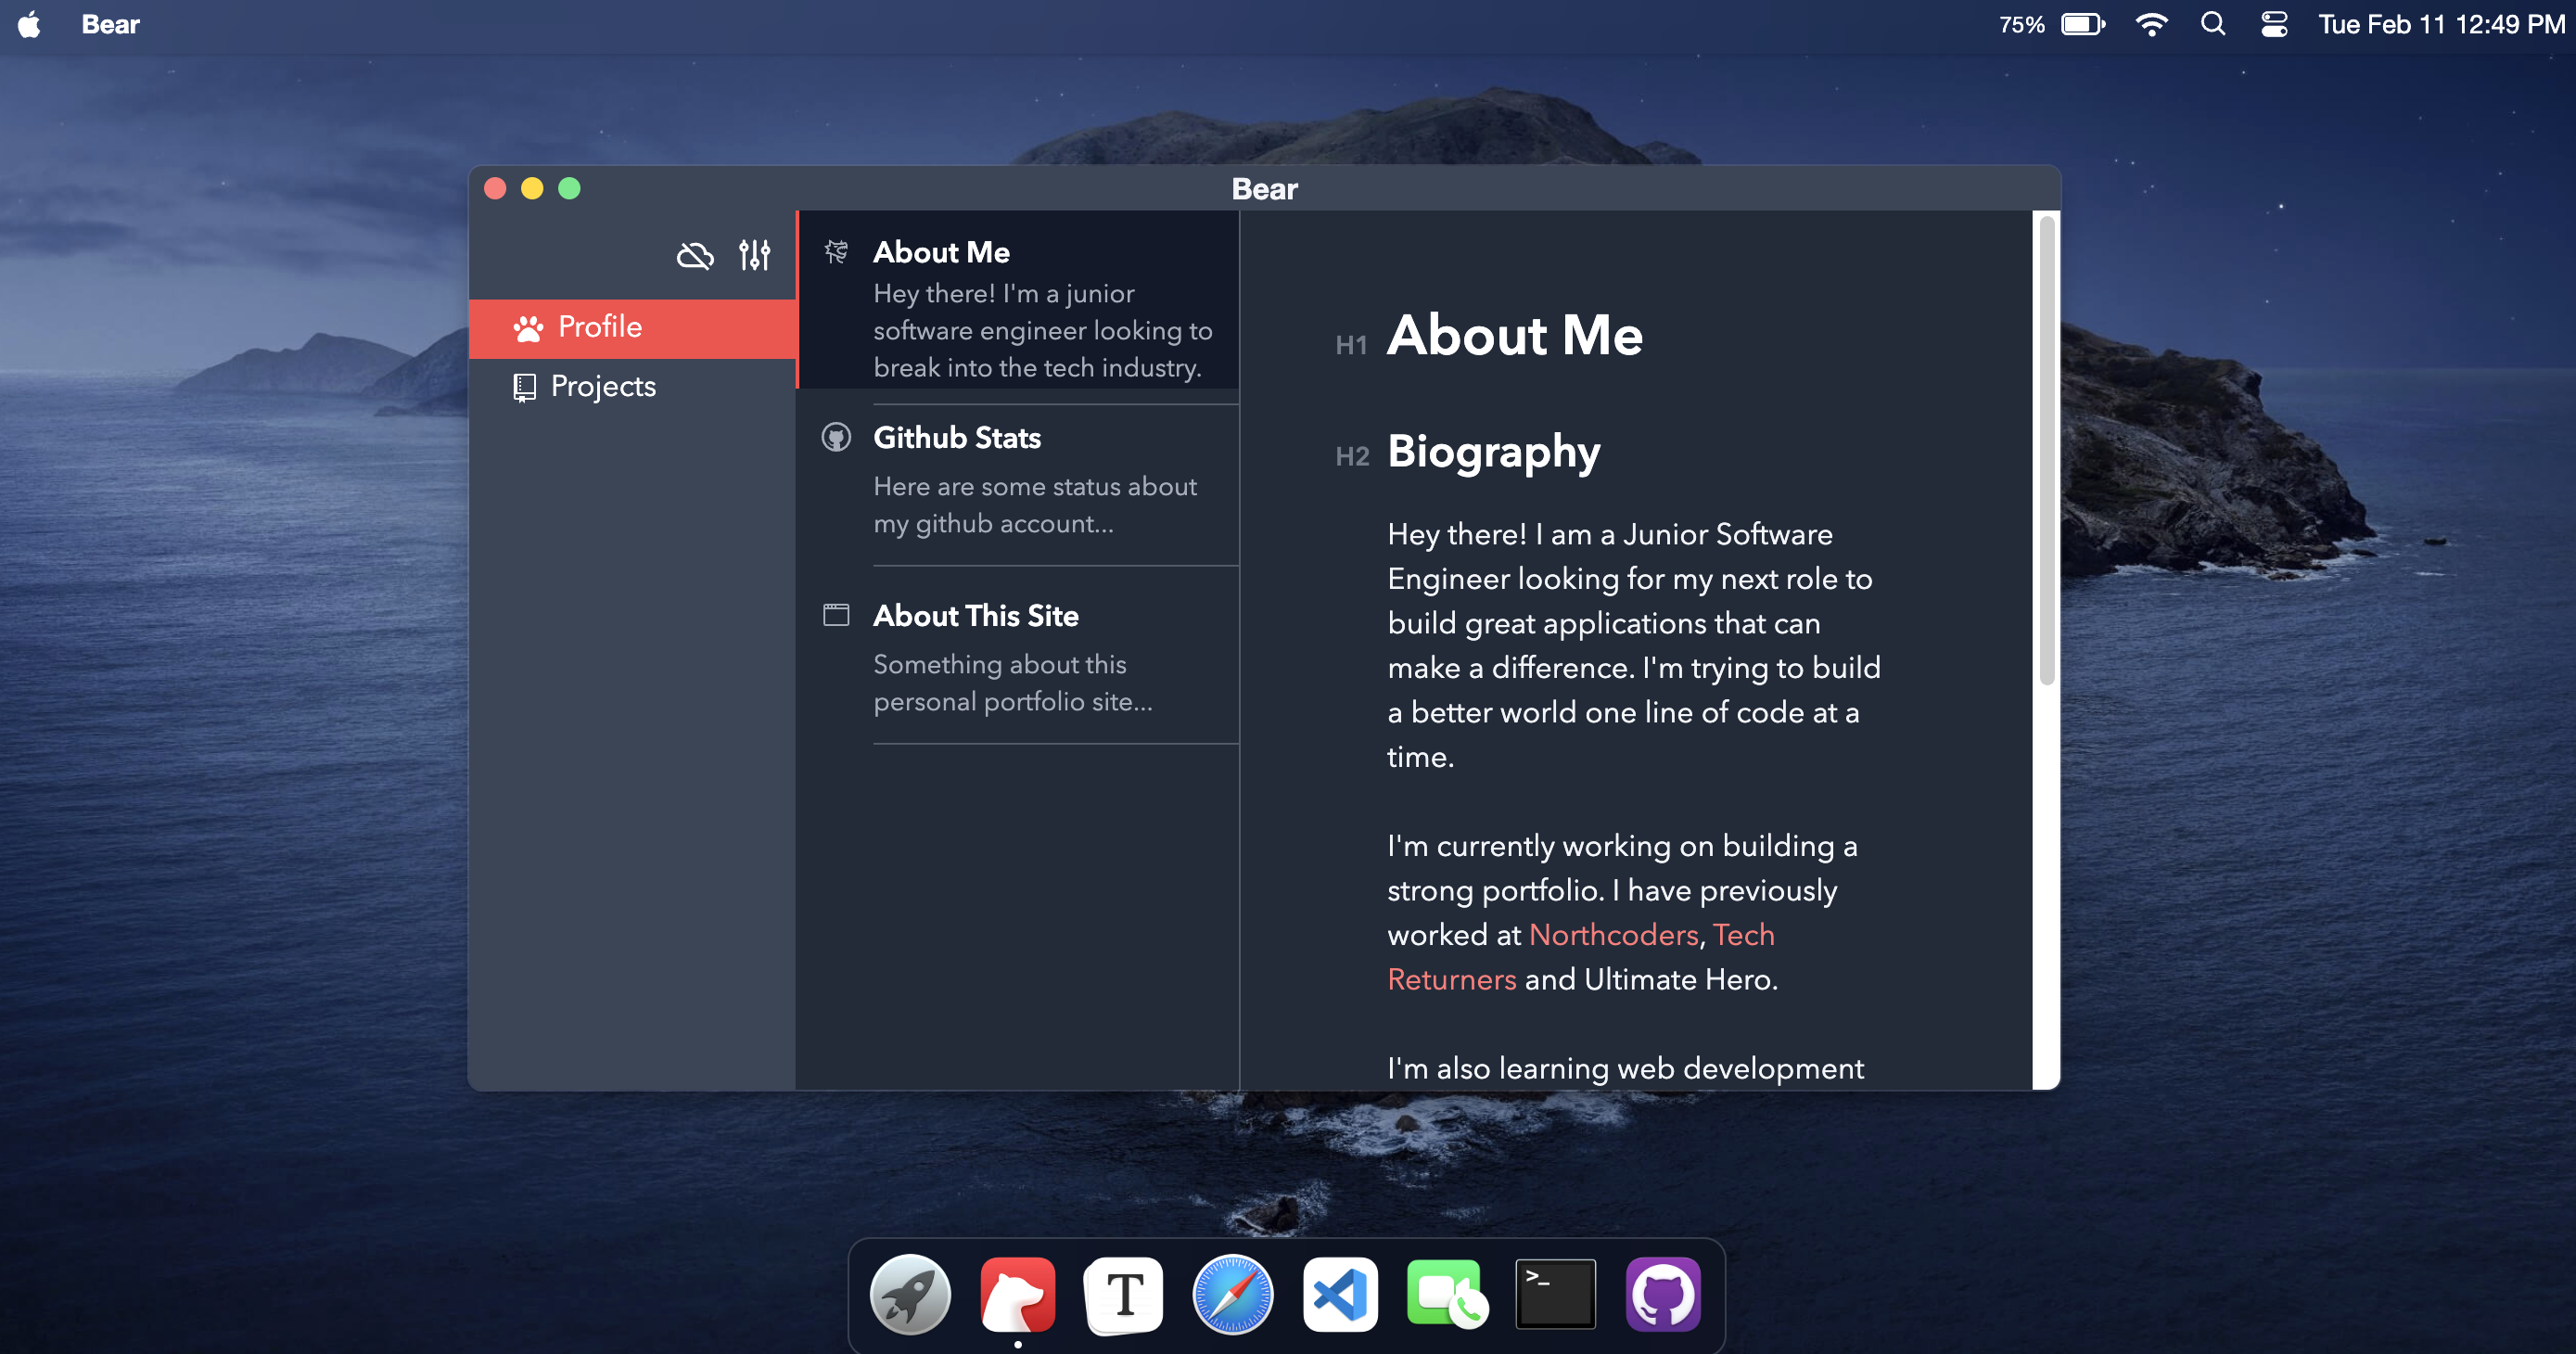 Bear
75%
Tue Feb 11 12:49 PM
Bear
Profile
Projects
About Me
Hey there! I'm a junior
software engineer looking to
break into the tech industry.
Github Stats
Here are some status about
my github account...
About This Site
Something about this
personal portfolio site...
H1 About Me
H2 Biography
Hey there! I am a Junior Software
Engineer looking for my next role to
build great applications that can
make a difference. I'm trying to build
a better world one line of code at a
time.
I'm currently working on building a
strong portfolio. I have previously
worked at Northcoders, Tech
Returners and Ultimate Hero.
I'm also learning web development
T
>_